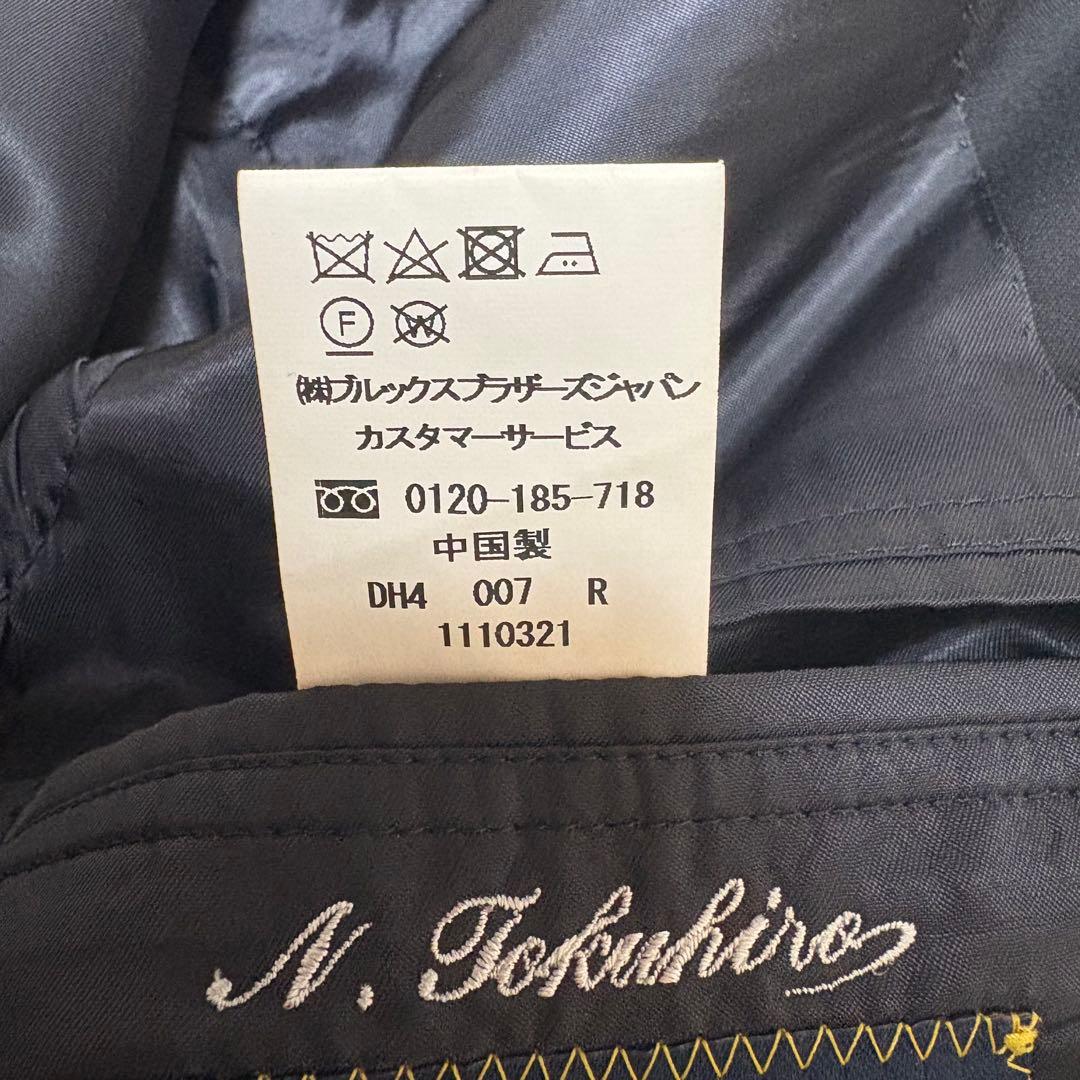 F W
㈱ブルックスブラザーズジャパン
カスタマーサービス
0120-185-718
中国製
DH4 007 R
1110321
N. Tokuhiro